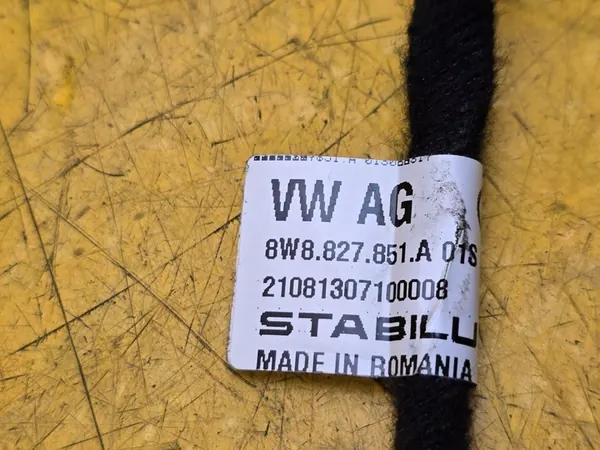 VW AG
8W8.827.851.A 01S
21081307100008
STABILU
MADE IN ROMANIA